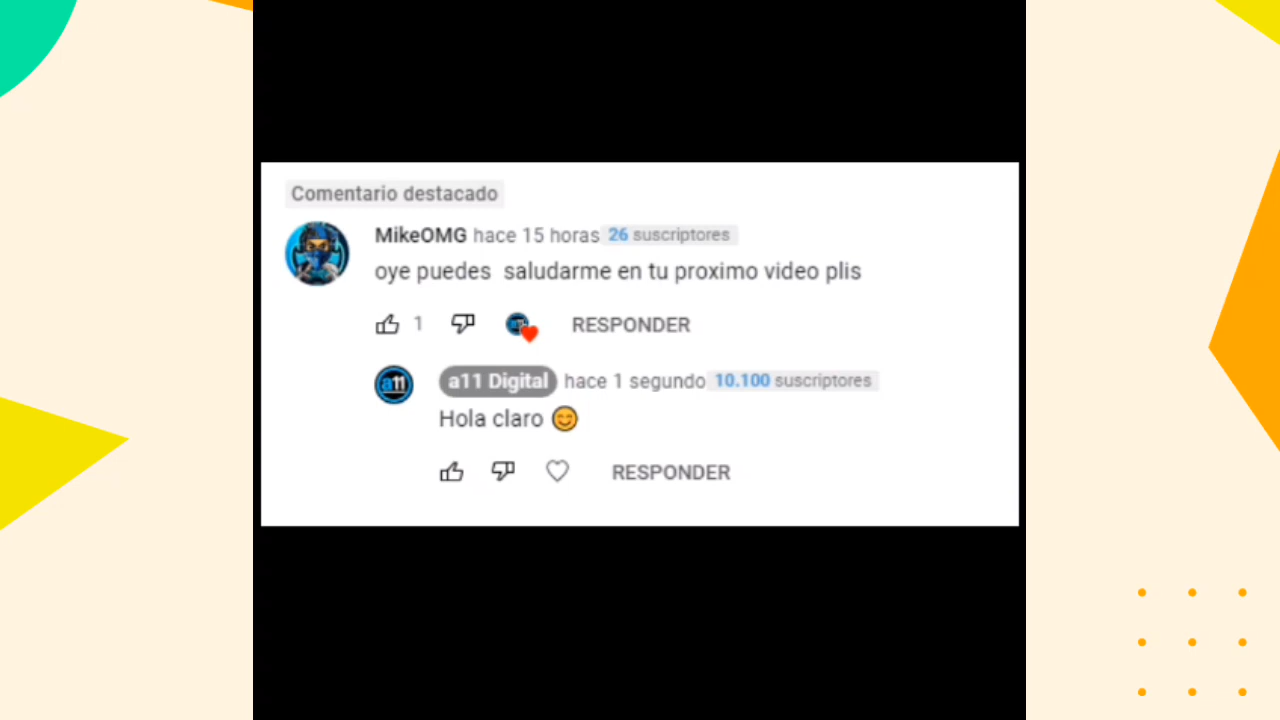 Comentario destacado
MikeOMG hace 15 horas 26 suscriptores
oye puedes saludarme en tu proximo video plis
1 RESPONDER
a11 a11 Digital hace 1 segundo 10.100 suscriptores
Hola claro 😊
RESPONDER